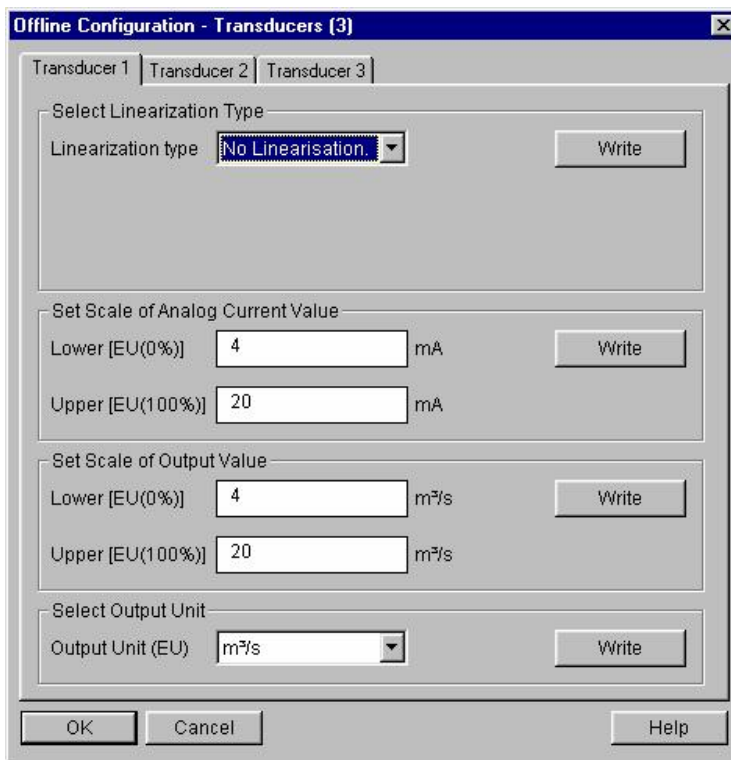 Offline Configuration - Transducers (3)
Transducer 1 Transducer 2 Transducer 3
Select Linearization Type
Linearization type No Linearisation. Write
Set Scale of Analog Current Value
Lower [EU(0%)] 4 mA Write
Upper [EU(100%)] 20 mA
Set Scale of Output Value
Lower [EU(0%)] 4 m³/s Write
Upper [EU(100%)] 20 m³/s
Select Output Unit
Output Unit (EU) m³/s Write
OK Cancel Help